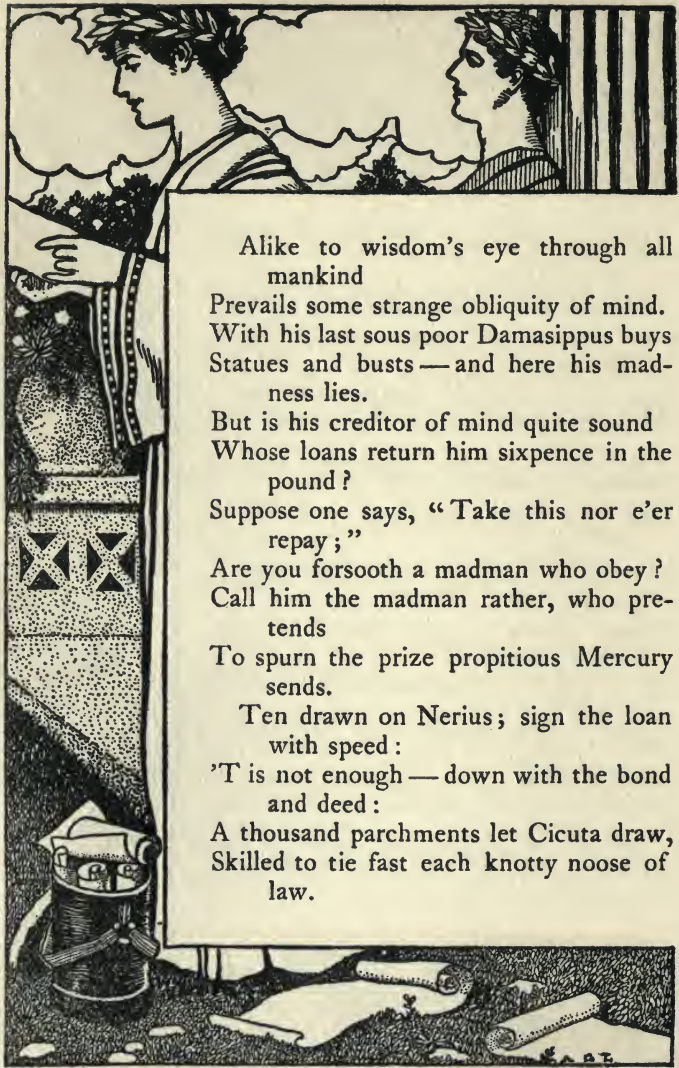 Alike to wisdom's eye through all
mankind
Prevails some strange obliquity of mind.
With his last sous poor Damasippus buys
Statues and busts — and here his mad-
ness lies.
But is his creditor of mind quite sound
Whose loans return him sixpence in the
pound ?
Suppose one says, “ Take this nor e'er
repay ; ”
Are you forsooth a madman who obey ?
Call him the madman rather, who pre-
tends
To spurn the prize propitious Mercury
sends.
Ten drawn on Nerius ; sign the loan
with speed :
'T is not enough — down with the bond
and deed :
A thousand parchments let Cicuta draw,
Skilled to tie fast each knotty noose of
law.